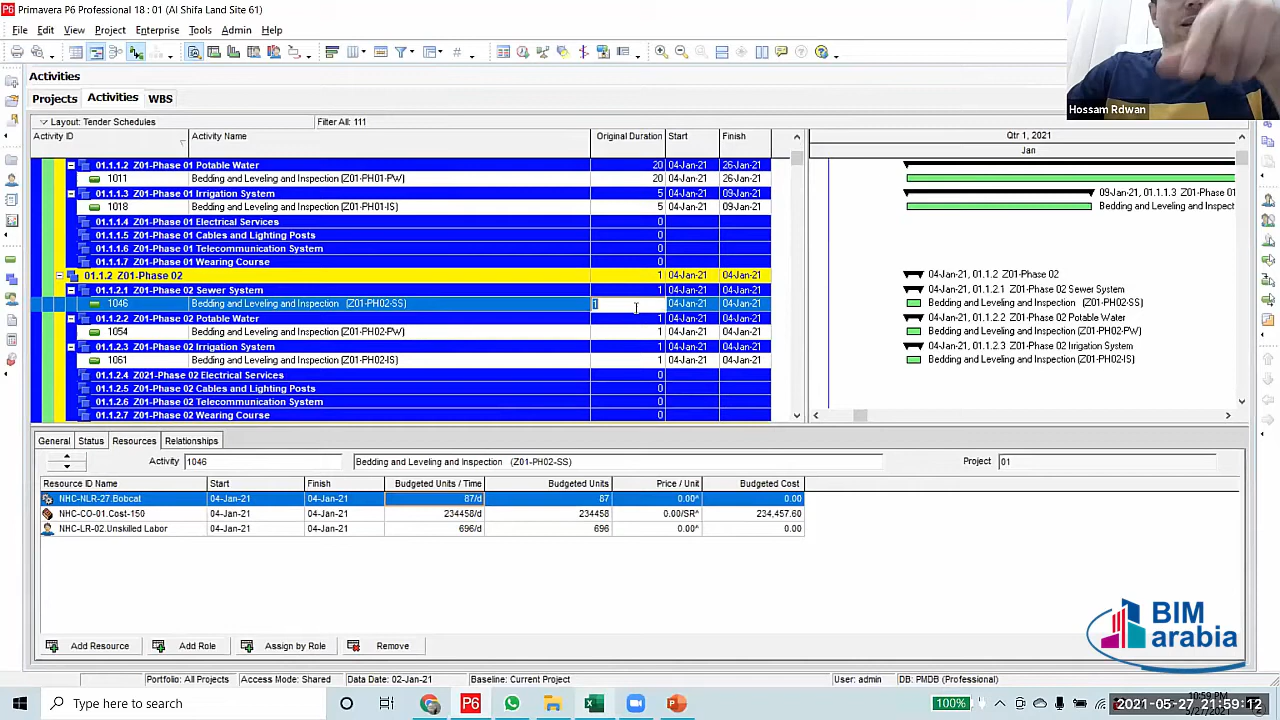 Primavera P6 Professional 18 : 01 (Al Shifa Land Site 61)
File Edit View Project Enterprise Tools Admin Help
Activities
Projects Activities WBS
Layout: Tender Schedules Filter All: 111
Activity ID Activity Name Original Duration Start Finish Qtr 1, 2021
Jan
01.1.1.2 Z01-Phase 01 Potable Water 20 04-Jan-21 26-Jan-21
1011 Bedding and Leveling and Inspection (Z01-PH01-PW) 20 04-Jan-21 26-Jan-21
01.1.1.3 Z01-Phase 01 Irrigation System 5 04-Jan-21 09-Jan-21 09-Jan-21, 01.1.1.3 Z01-Phase 01
1018 Bedding and Leveling and Inspection (Z01-PH01-IS) 5 04-Jan-21 09-Jan-21 Bedding and Leveling and Inspect
01.1.1.4 Z01-Phase 01 Electrical Services 0
01.1.1.5 Z01-Phase 01 Cables and Lighting Posts 0
01.1.1.6 Z01-Phase 01 Telecommunication System 0
01.1.1.7 Z01-Phase 01 Wearing Course 0
01.1.2 Z01-Phase 02 1 04-Jan-21 04-Jan-21 04-Jan-21, 01.1.2 Z01-Phase 02
01.1.2.1 Z01-Phase 02 Sewer System 1 04-Jan-21 04-Jan-21 04-Jan-21, 01.1.2.1 Z01-Phase 02 Sewer System
1046 Bedding and Leveling and Inspection (Z01-PH02-SS) 1 04-Jan-21 04-Jan-21 Bedding and Leveling and Inspection (Z01-PH02-SS)
01.1.2.2 Z01-Phase 02 Potable Water 1 04-Jan-21 04-Jan-21 04-Jan-21, 01.1.2.2 Z01-Phase 02 Potable Water
1054 Bedding and Leveling and Inspection (Z01-PH02-PW) 1 04-Jan-21 04-Jan-21 Bedding and Leveling and Inspection (Z01-PH02-PW)
01.1.2.3 Z01-Phase 02 Irrigation System 1 04-Jan-21 04-Jan-21 04-Jan-21, 01.1.2.3 Z01-Phase 02 Irrigation System
1061 Bedding and Leveling and Inspection (Z01-PH02-IS) 1 04-Jan-21 04-Jan-21 Bedding and Leveling and Inspection (Z01-PH02-IS)
01.1.2.4 Z021-Phase 02 Electrical Services 0
01.1.2.5 Z01-Phase 02 Cables and Lighting Posts 0
01.1.2.6 Z01-Phase 02 Telecommunication System 0
01.1.2.7 Z01-Phase 02 Wearing Course 0
Hossam Rdwan
General Status Resources Relationships
Activity 1046 Bedding and Leveling and Inspection (Z01-PH02-SS) Project 01
Resource ID.Name Start Finish Budgeted Units / Time Budgeted Units Price / Unit Budgeted Cost
NHC-NLR-27.Bobcat 04-Jan-21 04-Jan-21 87/d 87 0.00^ 0.00
NHC-CO-01.Cost-150 04-Jan-21 04-Jan-21 234458/d 234458 0.00/SR^ 234,457.60
NHC-LR-02.Unskilled Labor 04-Jan-21 04-Jan-21 696/d 696 0.00^ 0.00
BIM
arabia
Add Resource Add Role Assign by Role Remove
Portfolio: All Projects Access Mode: Shared Data Date: 02-Jan-21 Baseline: Current Project User: admin DB: PMDB (Professional)
P6 Type here to search 100% 10:59 PM
2021-05-27 21:59:12